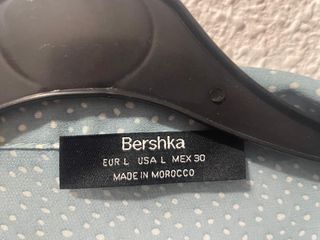 Bershka
EUR L USA L MEX 30
MADE IN MOROCCO